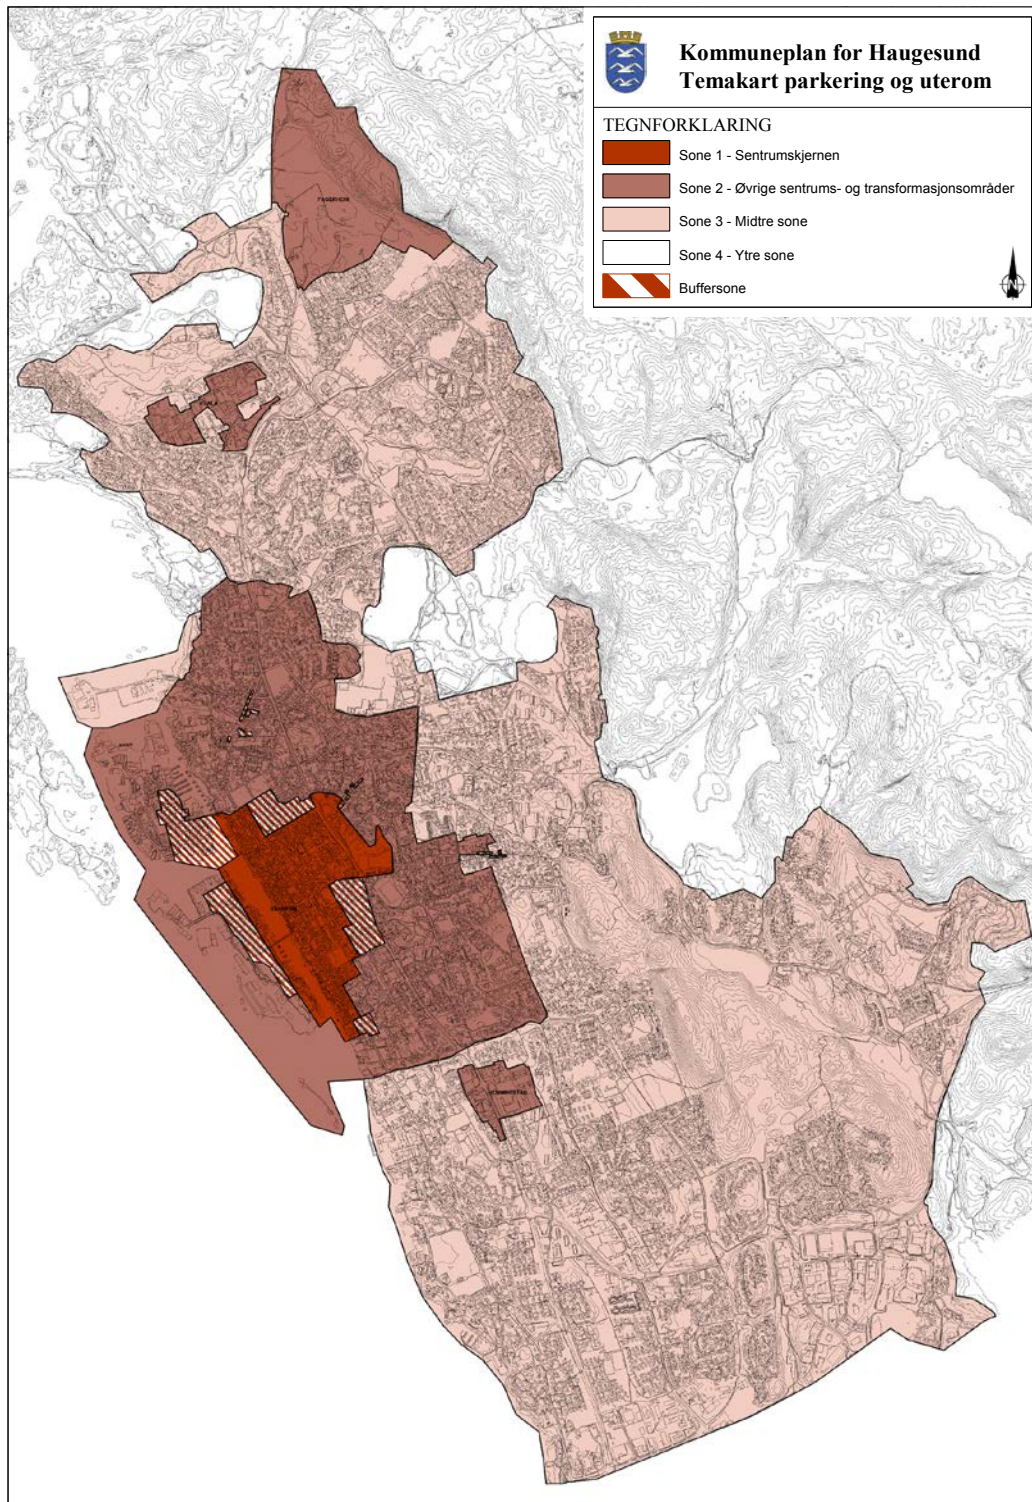 Kommuneplan for Haugesund
Temakart parkering og uterom
TEGNFORKLARING
Sone 1 - Sentrumskjernen
Sone 2 - Øvrige sentrums- og transformasjonsområder
Sone 3 - Midtre sone
Sone 4 - Ytre sone
Buffersone
N